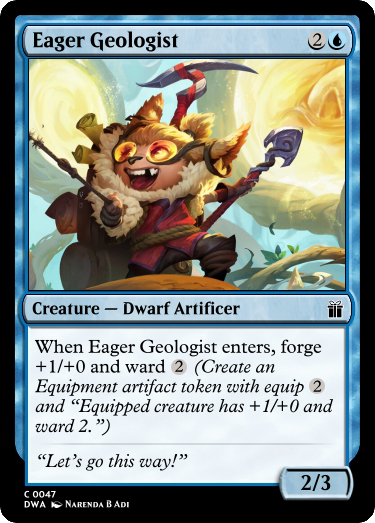 Eager Geologist 2
Creature — Dwarf Artificer
When Eager Geologist enters, forge
+1/+0 and ward 2 (Create an
Equipment artifact token with equip 2
and “Equipped creature has +1/+0 and
ward 2.”)
“Let’s go this way!”
2/3
C 0047
DWA Narenda B Adi